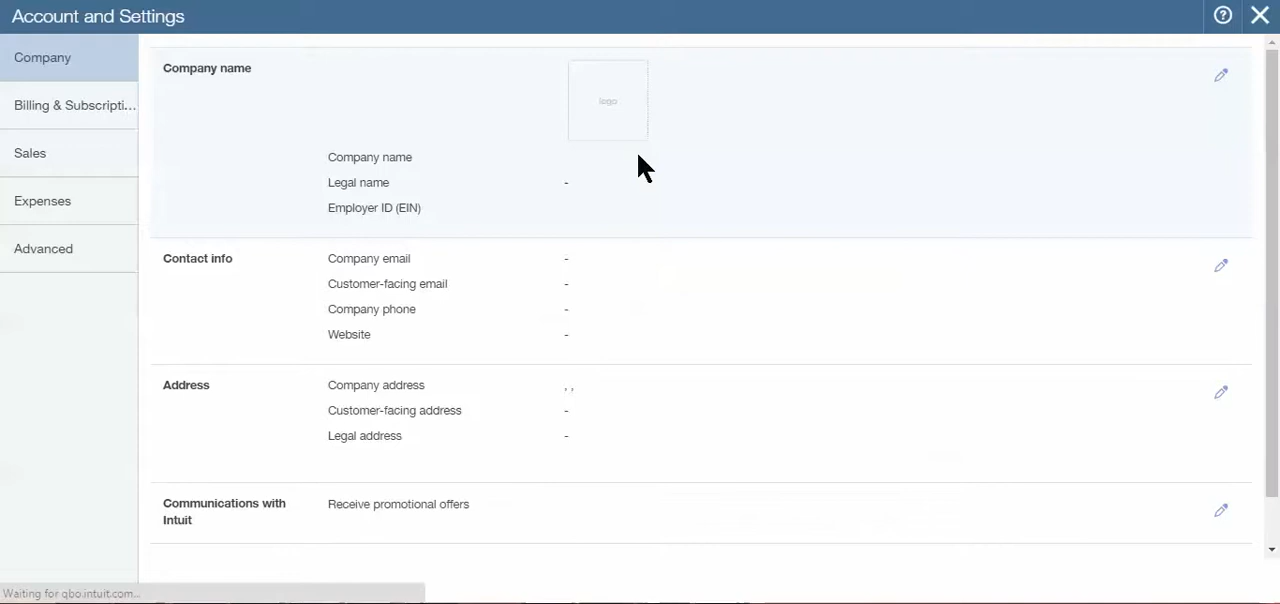 Account and Settings
Company
Billing & Subscripti...
Sales
Expenses
Advanced
Company name
logo
Company name
Legal name -
Employer ID (EIN)
Contact info
Company email -
Customer-facing email -
Company phone -
Website -
Address
Company address , ,
Customer-facing address -
Legal address -
Communications with
Intuit
Receive promotional offers
Waiting for qbo.intuit.com...